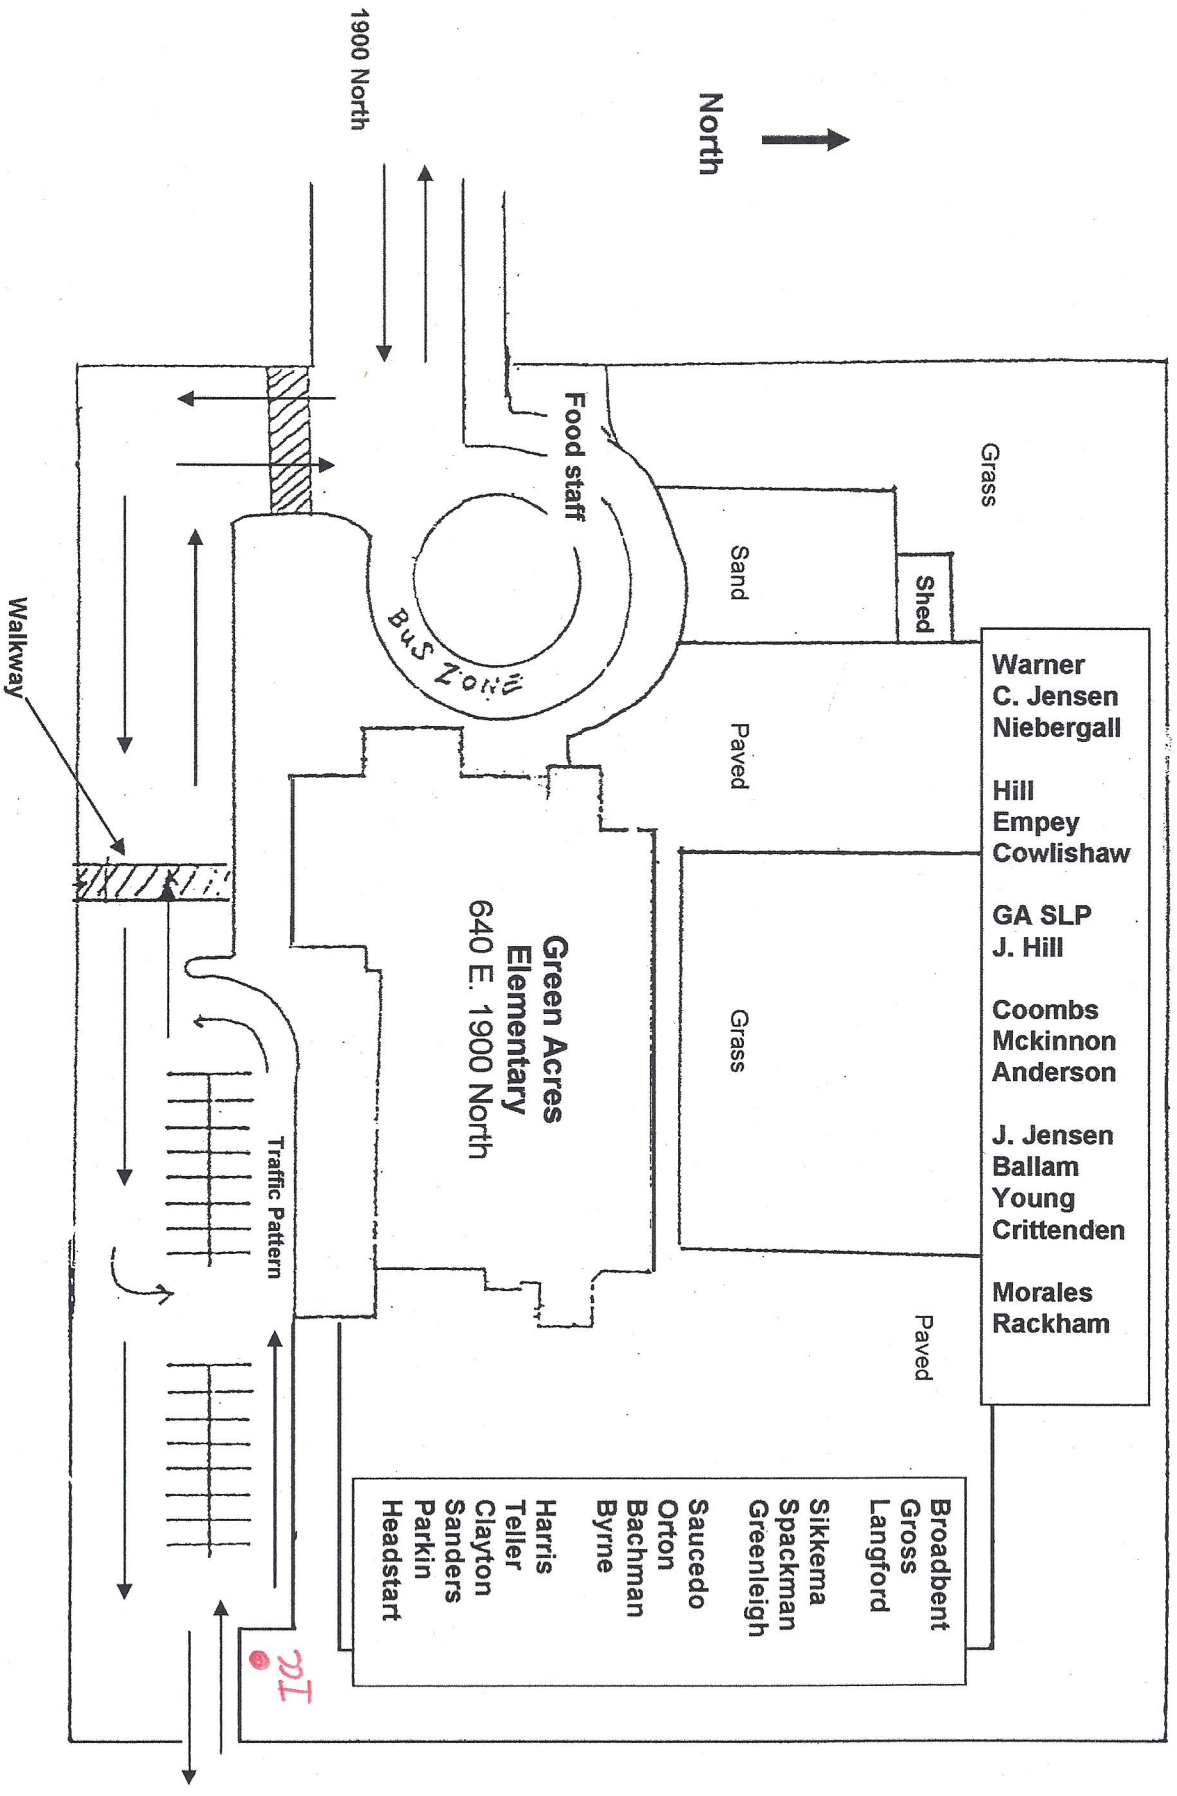 1900 North
North
Food staff
Grass
Sand
Shed
BUS ZONE
Paved
Walkway
Warner
C. Jensen
Niebergall
Hill
Empey
Cowlishaw
GA SLP
J. Hill
Coombs
Mckinnon
Anderson
J. Jensen
Ballam
Young
Crittenden
Morales
Rackham
Green Acres
Elementary
640 E. 1900 North
Grass
Traffic Pattern
Paved
Broadbent
Gross
Langford
Sikkema
Spackman
Greenleigh
Saucedo
Orton
Bachman
Byrne
Harris
Teller
Clayton
Sanders
Parkin
Headstart